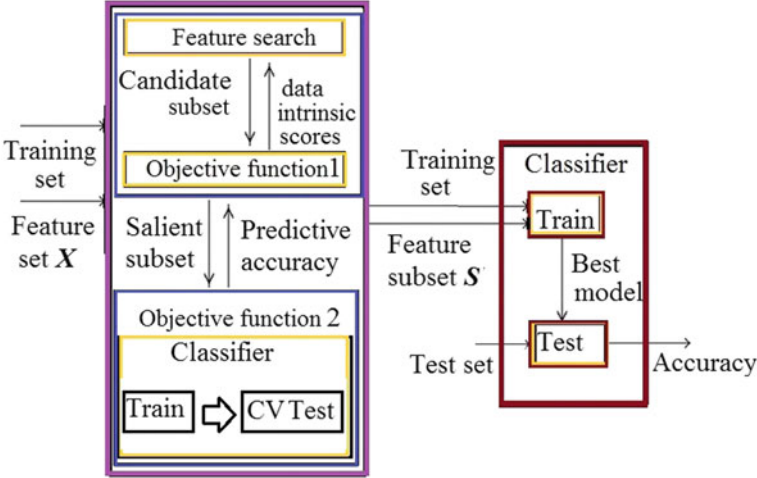 Feature search
Candidate
subset
data
intrinsic
scores
Objective function1
Training
set
Feature
set X
Salient
subset
Predictive
accuracy
Objective function 2
Classifier
Train
CV Test
Training
set
Feature
subset S
Classifier
Train
Best
model
Test
Test set
Accuracy